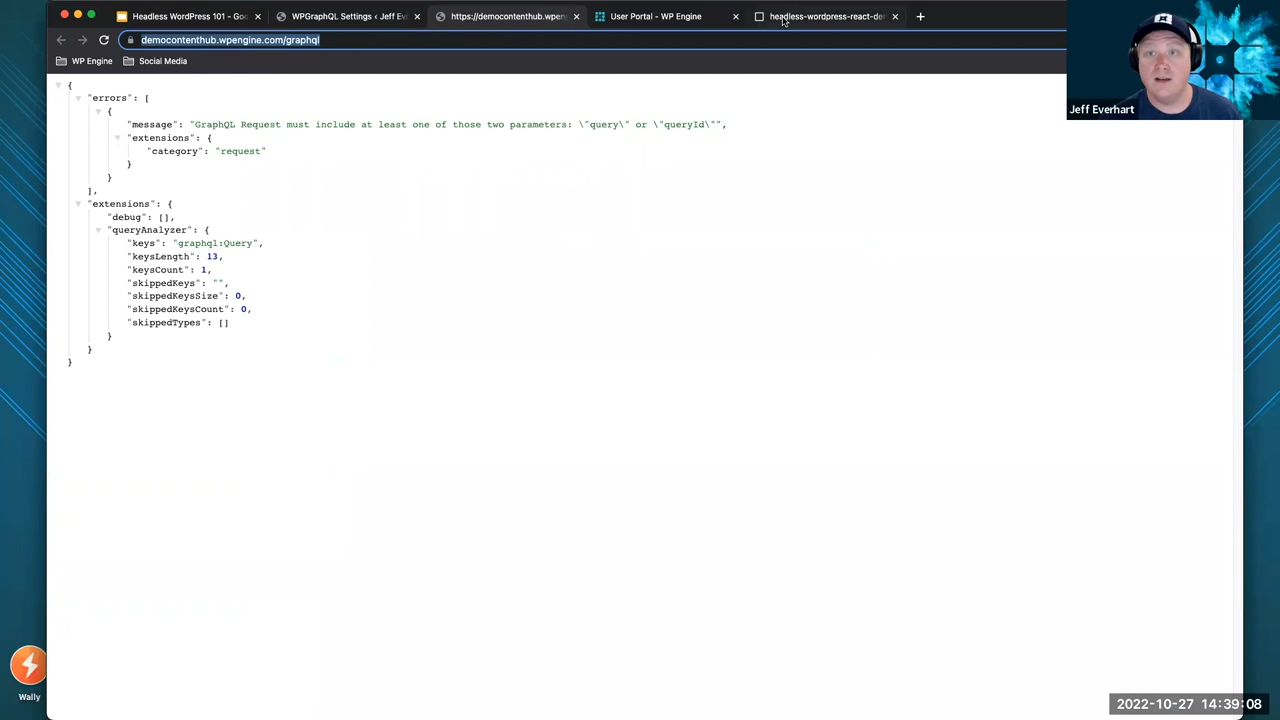 Headless WordPress 101 - Goo
WPGraphQL Settings ‹ Jeff Ev
https://democontenthub.wpen
User Portal - WP Engine
headless-wordpress-react-de
democontenthub.wpengine.com/graphql
WP Engine
Social Media
Jeff Everhart
{
"errors": [
{
"message": "GraphQL Request must include at least one of those two parameters: \"query\" or \"queryId\"",
"extensions": {
"category": "request"
}
}
],
"extensions": {
"debug": [],
"queryAnalyzer": {
"keys": "graphql:Query",
"keysLength": 13,
"keysCount": 1,
"skippedKeys": "",
"skippedKeysSize": 0,
"skippedKeysCount": 0,
"skippedTypes": []
}
}
}
Wally
2022-10-27 14:39:08